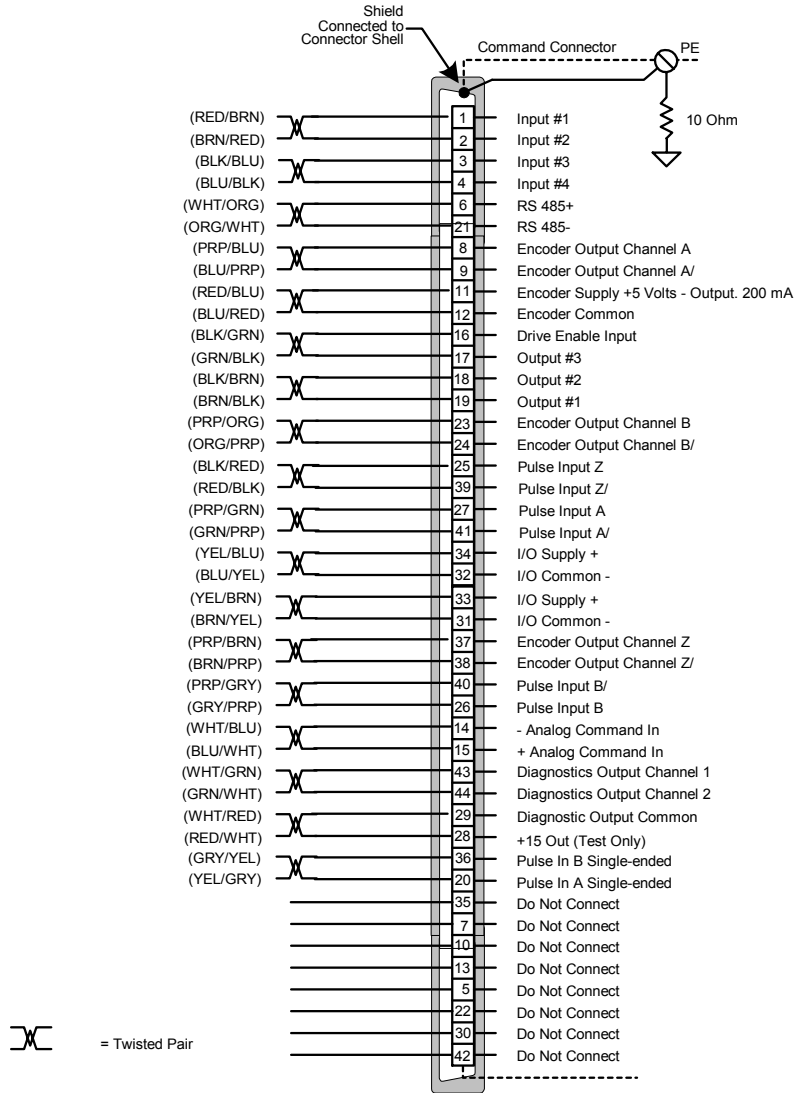 Shield
Connected to
Connector Shell
Command Connector
PE
10 Ohm
(RED/BRN) 1 Input #1
(BRN/RED) 2 Input #2
(BLK/BLU) 3 Input #3
(BLU/BLK) 4 Input #4
(WHT/ORG) 6 RS 485+
(ORG/WHT) 21 RS 485-
(PRP/BLU) 8 Encoder Output Channel A
(BLU/PRP) 9 Encoder Output Channel A/
(RED/BLU) 11 Encoder Supply +5 Volts - Output. 200 mA
(BLU/RED) 12 Encoder Common
(BLK/GRN) 16 Drive Enable Input
(GRN/BLK) 17 Output #3
(BLK/BRN) 18 Output #2
(BRN/BLK) 19 Output #1
(PRP/ORG) 23 Encoder Output Channel B
(ORG/PRP) 24 Encoder Output Channel B/
(BLK/RED) 25 Pulse Input Z
(RED/BLK) 39 Pulse Input Z/
(PRP/GRN) 27 Pulse Input A
(GRN/PRP) 41 Pulse Input A/
(YEL/BLU) 34 I/O Supply +
(BLU/YEL) 32 I/O Common -
(YEL/BRN) 33 I/O Supply +
(BRN/YEL) 31 I/O Common -
(PRP/BRN) 37 Encoder Output Channel Z
(BRN/PRP) 38 Encoder Output Channel Z/
(PRP/GRY) 40 Pulse Input B/
(GRY/PRP) 26 Pulse Input B
(WHT/BLU) 14 - Analog Command In
(BLU/WHT) 15 + Analog Command In
(WHT/GRN) 43 Diagnostics Output Channel 1
(GRN/WHT) 44 Diagnostics Output Channel 2
(WHT/RED) 29 Diagnostic Output Common
(RED/WHT) 28 +15 Out (Test Only)
(GRY/YEL) 36 Pulse In B Single-ended
(YEL/GRY) 20 Pulse In A Single-ended
35 Do Not Connect
7 Do Not Connect
10 Do Not Connect
13 Do Not Connect
5 Do Not Connect
22 Do Not Connect
30 Do Not Connect
42 Do Not Connect
= Twisted Pair